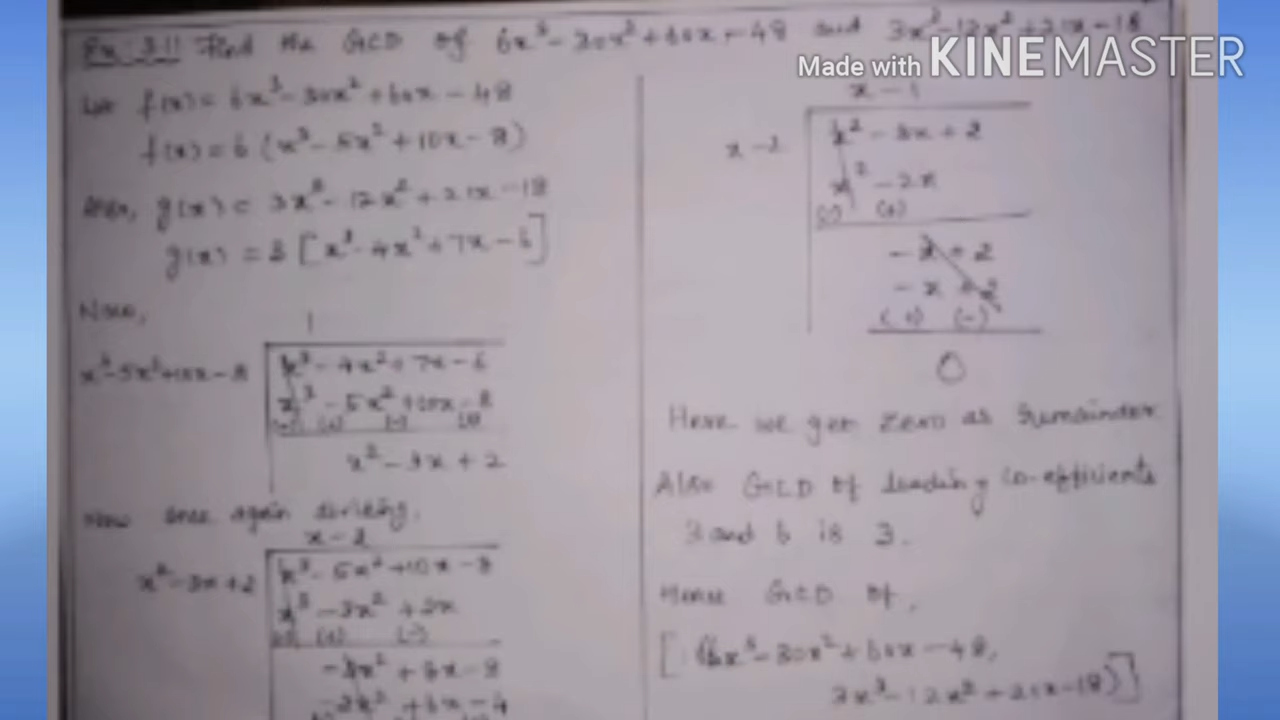 Ex: 3.11 Find the GCD of 6x³ - 30x² + 60x - 48 and 3x³ - 12x² + 21x - 18
Made with KINEMASTER
Let f(x) = 6x³ - 30x² + 60x - 48
f(x) = 6 (x³ - 5x² + 10x - 8)
g(x) = 3x³ - 12x² + 21x - 18
g(x) = 3 [x³ - 4x² + 7x - 6]
Now,
1
x³ - 5x² + 10x - 8 x³ - 4x² + 7x - 6
x³ - 5x² + 10x - 8
(-) (+) (-) (+)
x² - 3x + 2
Now once again dividing,
x - 2
x² - 3x + 2 x³ - 5x² + 10x - 8
x³ - 3x² + 2x
(-) (+) (-)
-2x² + 8x - 8
-2x² + 6x - 4
x - 1
x - 2 x² - 3x + 2
x² - 2x
(-) (+)
- x + 2
- x + 2
(+) (-)
0
Here we get zero as remainder
Also GCD of leading co-efficients
3 and 6 is 3.
Hence GCD of,
[(6x³ - 30x² + 60x - 48,
3x³ - 12x² + 21x - 18)]